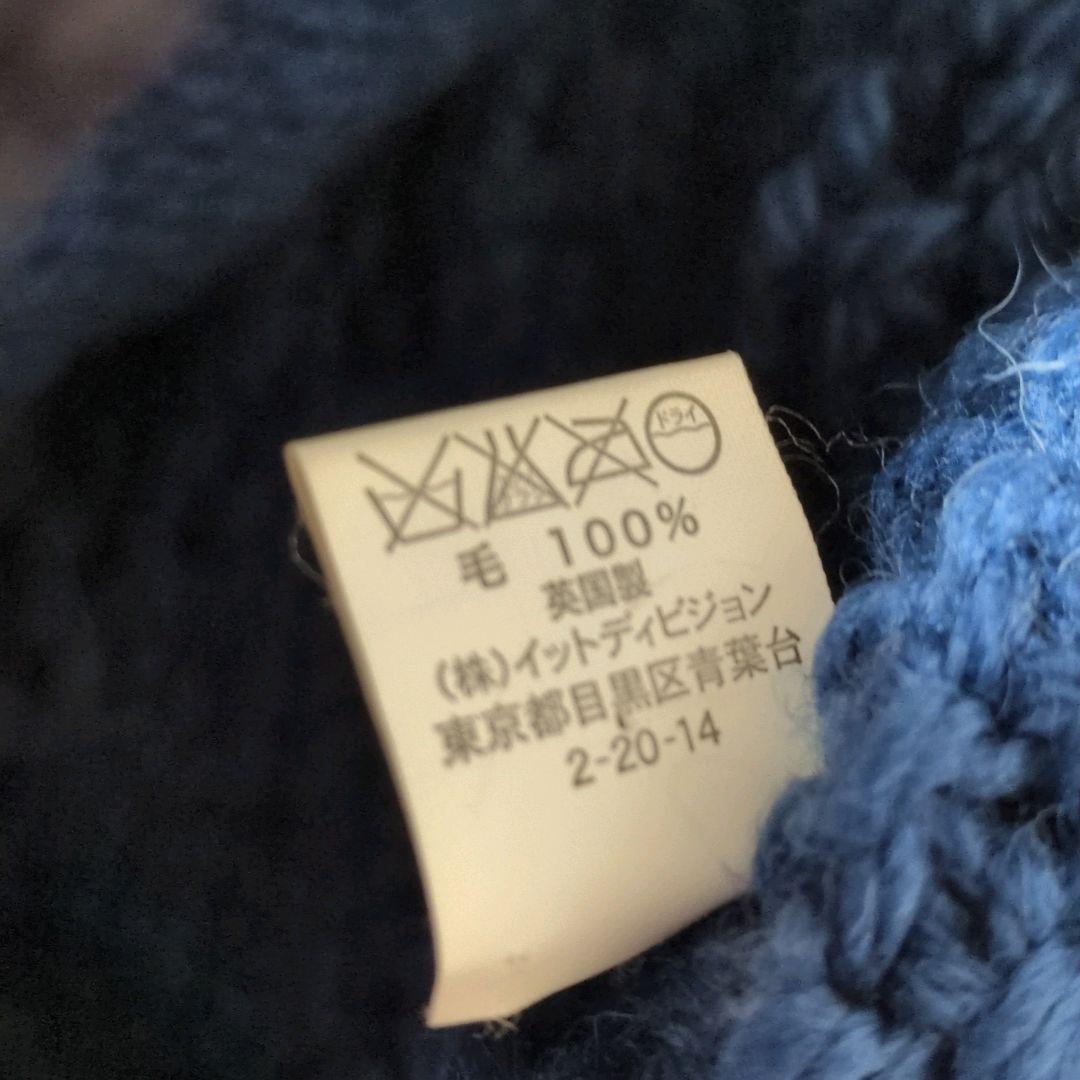 ドライ
毛 100%
英国製
(株)イットディビジョン
東京都目黒区青葉台
2-20-14